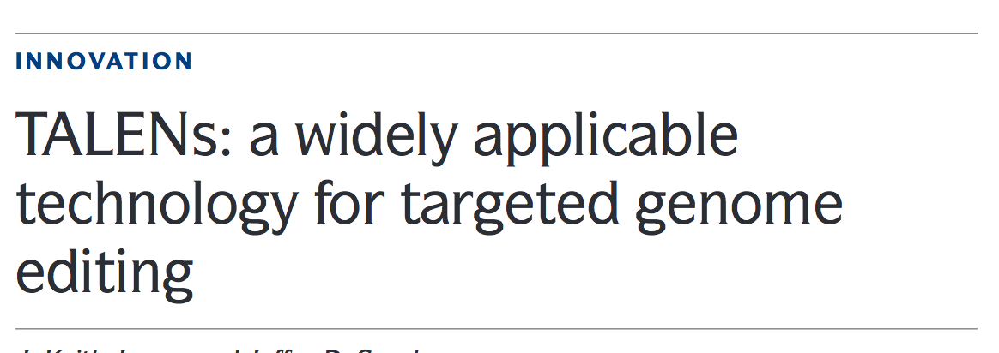 INNOVATION
TALENs: a widely applicable
technology for targeted genome
editing